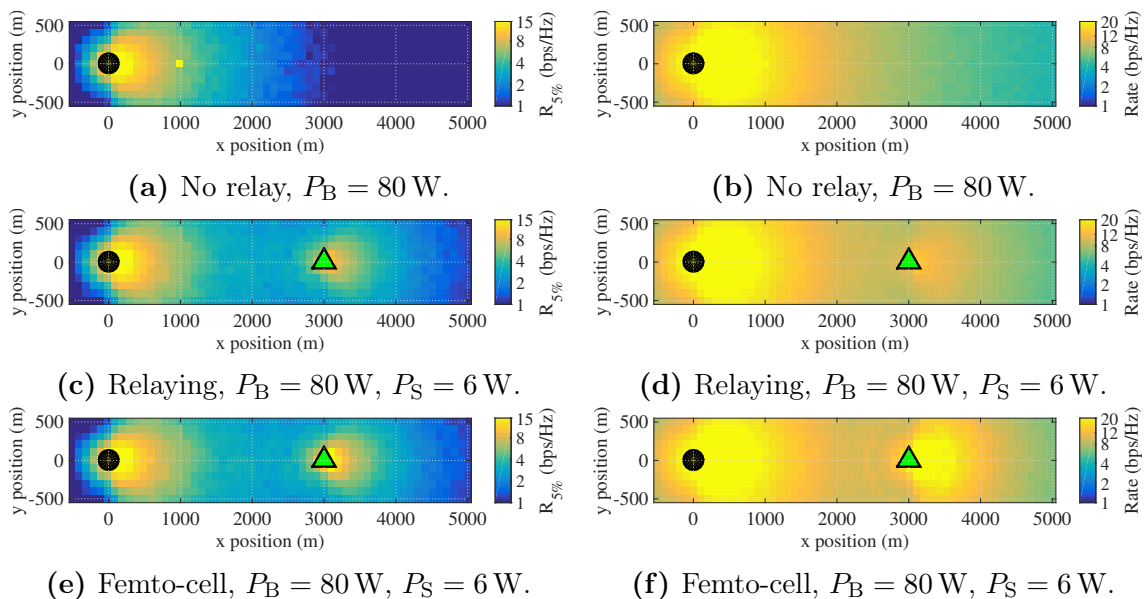 500
0
-500
y position (m)
0 1000 2000 3000 4000 5000
x position (m)
15
8
4
2
1
R5% (bps/Hz)
500
0
-500
y position (m)
0 1000 2000 3000 4000 5000
x position (m)
20
12
8
4
2
1
Rate (bps/Hz)
(a) No relay, PB = 80 W.
(b) No relay, PB = 80 W.
500
0
-500
y position (m)
0 1000 2000 3000 4000 5000
x position (m)
15
8
4
2
1
R5% (bps/Hz)
500
0
-500
y position (m)
0 1000 2000 3000 4000 5000
x position (m)
20
12
8
4
2
1
Rate (bps/Hz)
(c) Relaying, PB = 80 W, PS = 6 W.
(d) Relaying, PB = 80 W, PS = 6 W.
500
0
-500
y position (m)
0 1000 2000 3000 4000 5000
x position (m)
15
8
4
2
1
R5% (bps/Hz)
500
0
-500
y position (m)
0 1000 2000 3000 4000 5000
x position (m)
20
12
8
4
2
1
Rate (bps/Hz)
(e) Femto-cell, PB = 80 W, PS = 6 W.
(f) Femto-cell, PB = 80 W, PS = 6 W.